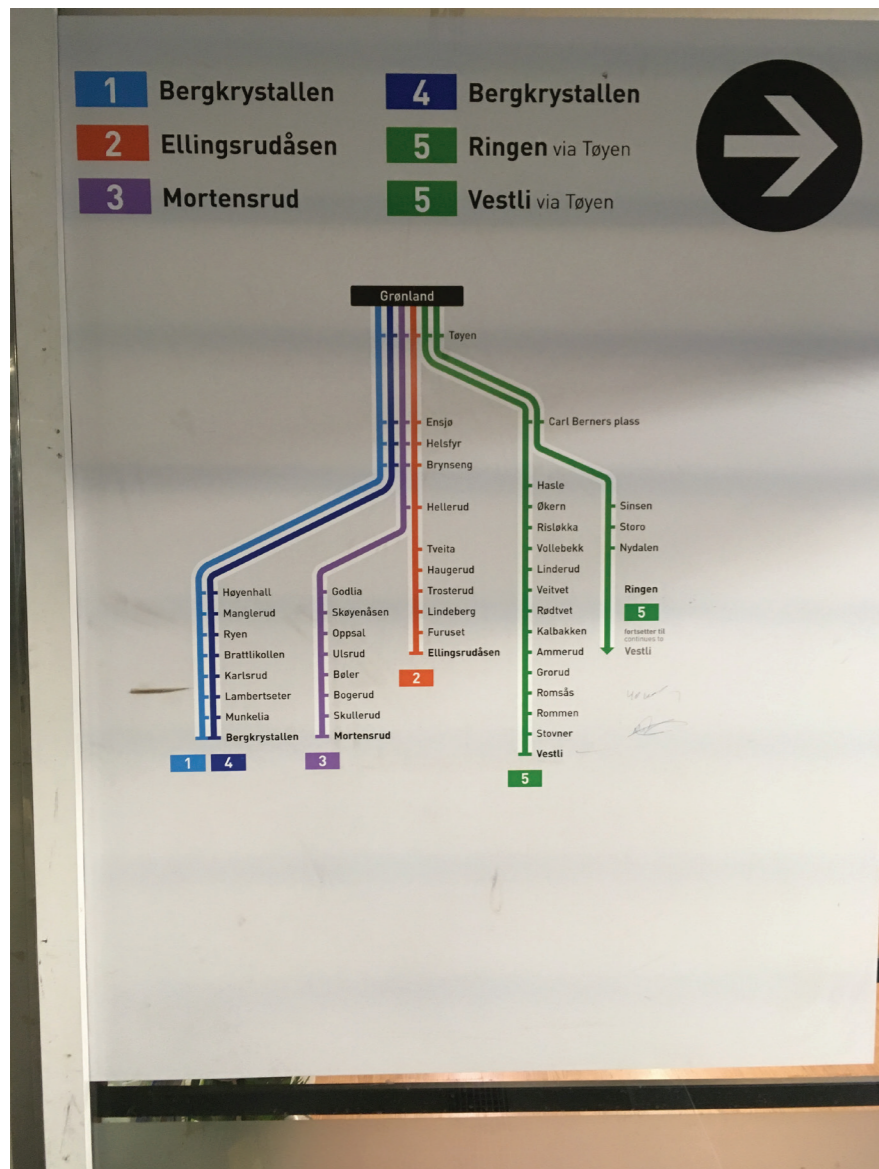 1 Bergkrystallen
2 Ellingsrudåsen
3 Mortensrud
4 Bergkrystallen
5 Ringen via Tøyen
5 Vestli via Tøyen
Grønland
Tøyen
Ensjø
Helsfyr
Brynseng
Hellerud
Tveita
Haugerud
Trosterud
Lindeberg
Furuset
Ellingsrudåsen
2
Høyenhall
Manglerud
Ryen
Brattlikollen
Karlsrud
Lambertseter
Munkelia
Bergkrystallen
1 4
Godlia
Skøyenåsen
Oppsal
Ulsrud
Bøler
Bogerud
Skullerud
Mortensrud
3
Carl Berners plass
Hasle
Økern
Risløkka
Vollebekk
Linderud
Veitvet
Rødtvet
Kalbakken
Ammerud
Grorud
Romsås
Rommen
Stovner
Vestli
5
Sinsen
Storo
Nydalen
Ringen
5
fortsetter til
continues to
Vestli